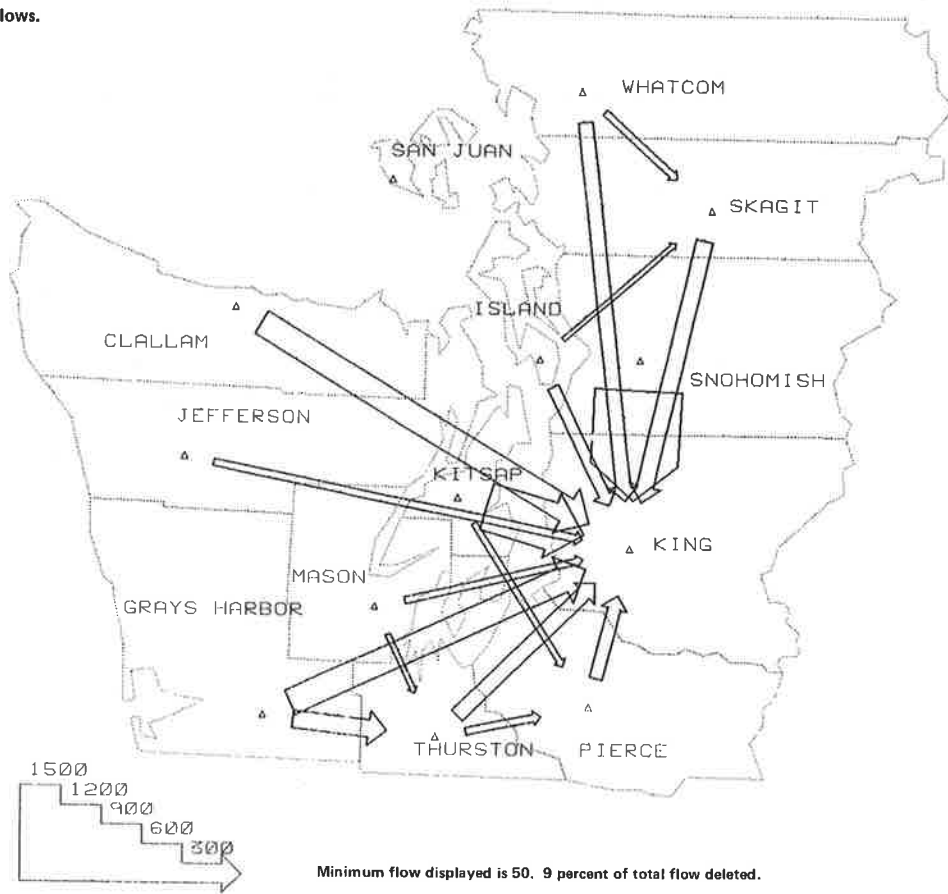 lows.
WHATCOM
SAN JUAN
SKAGIT
ISLAND
CLALLAM
SNOHOMISH
JEFFERSON
KITSAP
KING
MASON
GRAYS HARBOR
THURSTON
PIERCE
1500
1200
900
600
300
Minimum flow displayed is 50. 9 percent of total flow deleted.